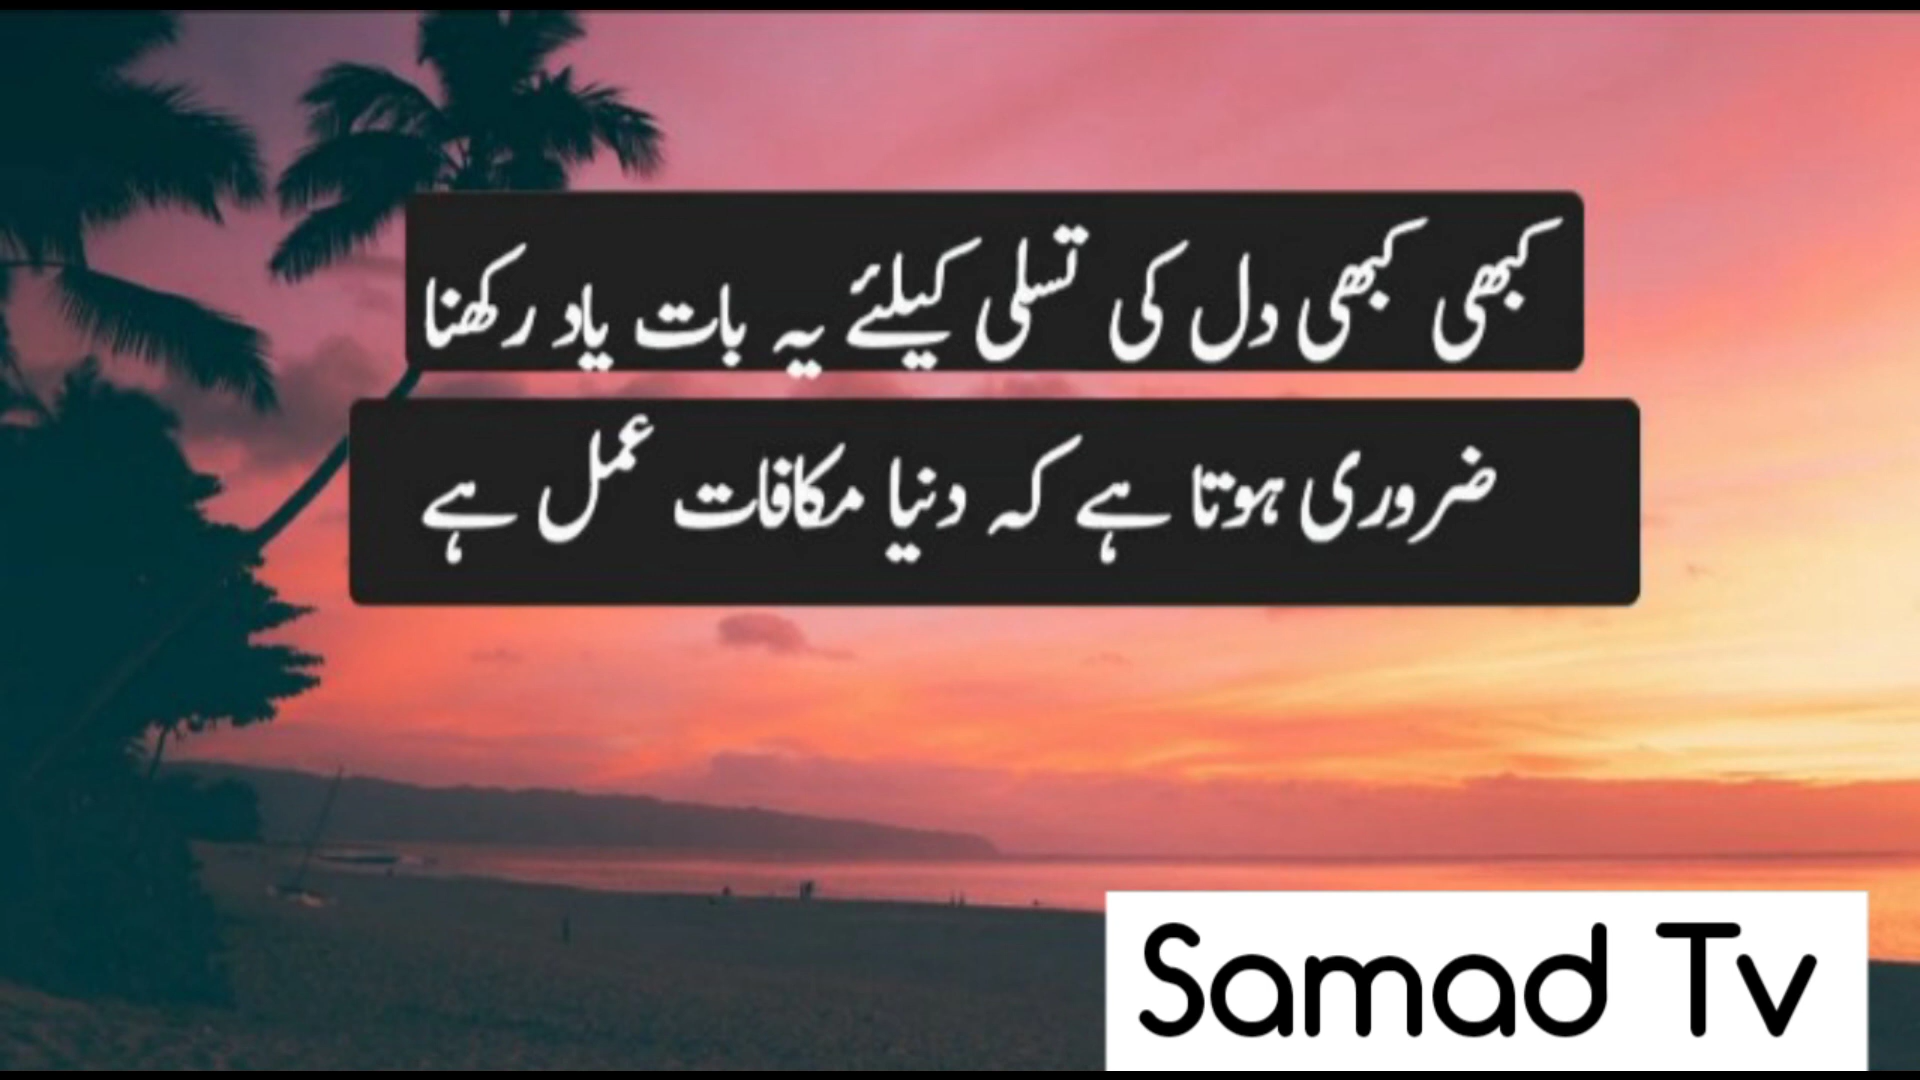 کبھی کبھی دل کی تسلی کیلئے یہ بات یاد رکھنا
ضروری ہوتا ہے کہ دنیا مکافات عمل ہے
Samad Tv